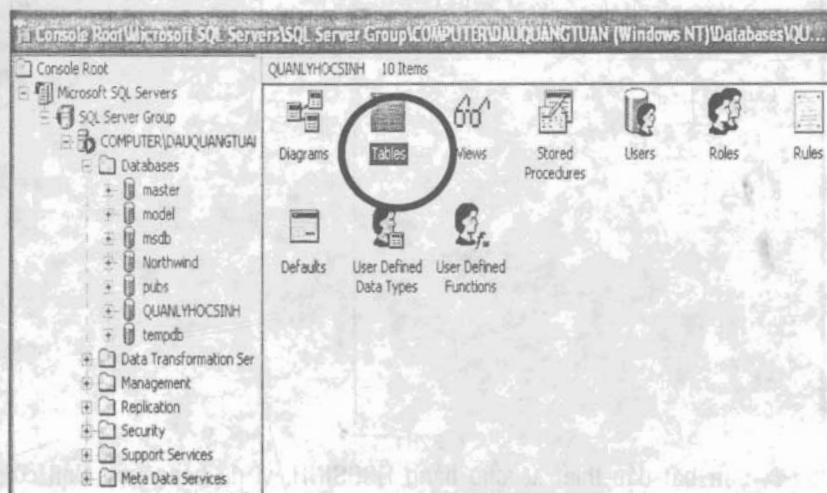 Console Root\Microsoft SQL Servers\SQL Server Group\COMPUTER\DAUQUANGTUAN (Windows NT)\Databases\QU...
Console Root
QUANLYHOCSINH 10 Items
Microsoft SQL Servers
SQL Server Group
COMPUTER\DAUQUANGTUAI
Databases
master
model
msdb
Northwind
pubs
QUANLYHOCSINH
tempdb
Data Transformation Ser
Management
Replication
Security
Support Services
Meta Data Services
Diagrams
Tables
Views
Stored
Procedures
Users
Roles
Rules
Defaults
User Defined
Data Types
User Defined
Functions